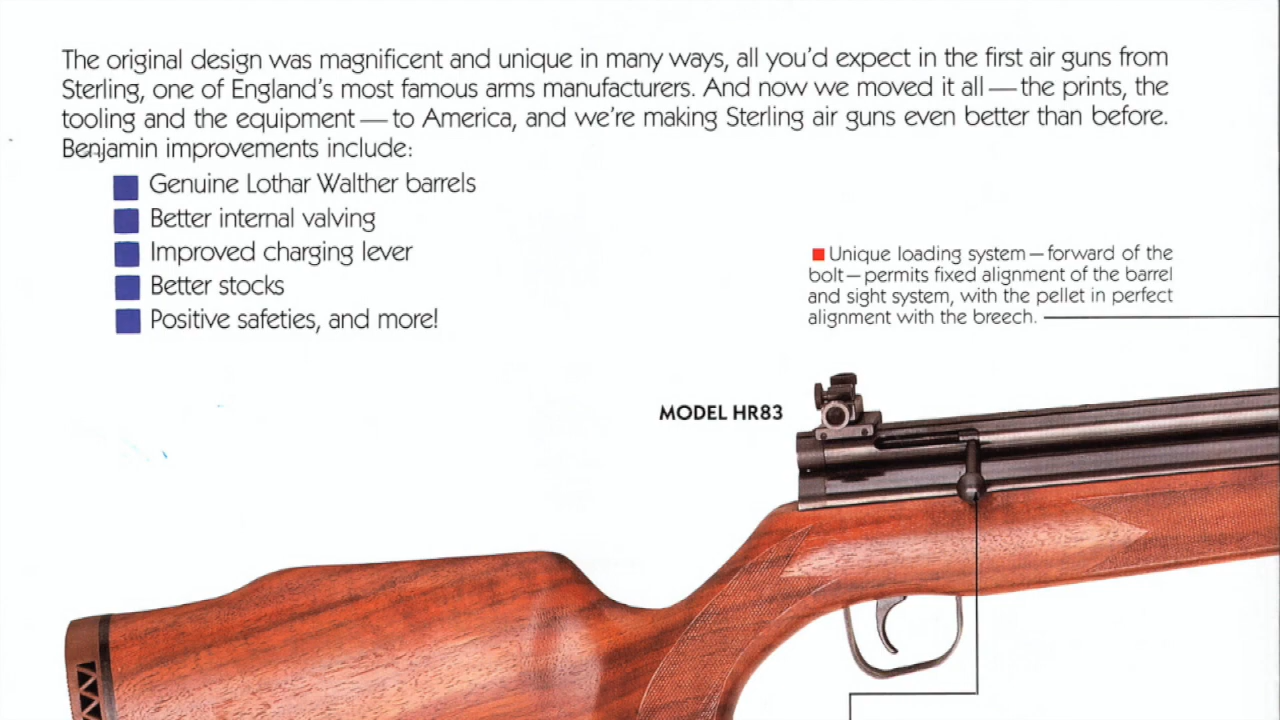 The original design was magnificent and unique in many ways, all you'd expect in the first air guns from
Sterling, one of England's most famous arms manufacturers. And now we moved it all — the prints, the
tooling and the equipment — to America, and we're making Sterling air guns even better than before.
Benjamin improvements include:
Genuine Lothar Walther barrels
Better internal valving
Improved charging lever
Better stocks
Positive safeties, and more!
Unique loading system — forward of the
bolt — permits fixed alignment of the barrel
and sight system, with the pellet in perfect
alignment with the breech.
MODEL HR83